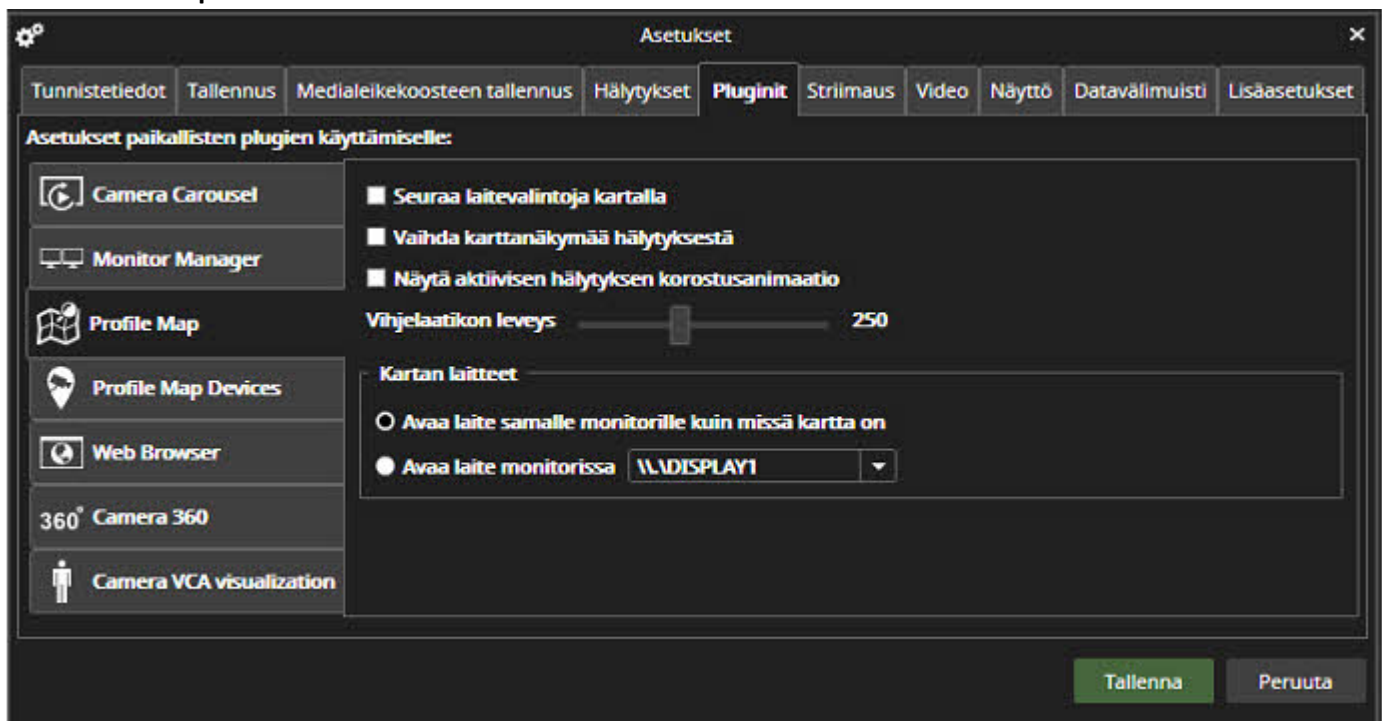 Asetukset
Tunnistetiedot Tallennus Medialeikekoosteen tallennus Hälytykset Pluginit Striimaus Video Näyttö Datavälimuisti Lisäasetukset
Asetukset paikallisten plugien käyttämiselle:
Camera Carousel
Monitor Manager
Profile Map
Profile Map Devices
Web Browser
360° Camera 360
Camera VCA visualization
Seuraa laitevalintoja kartalla
Vaihda karttanäkymää hälytyksestä
Näytä aktiivisen hälytyksen korostusanimaatio
Vihjelaatikon leveys 250
Kartan laitteet
Avaa laite samalle monitorille kuin missä kartta on
Avaa laite monitorissa \\.\DISPLAY1
Tallenna Peruuta